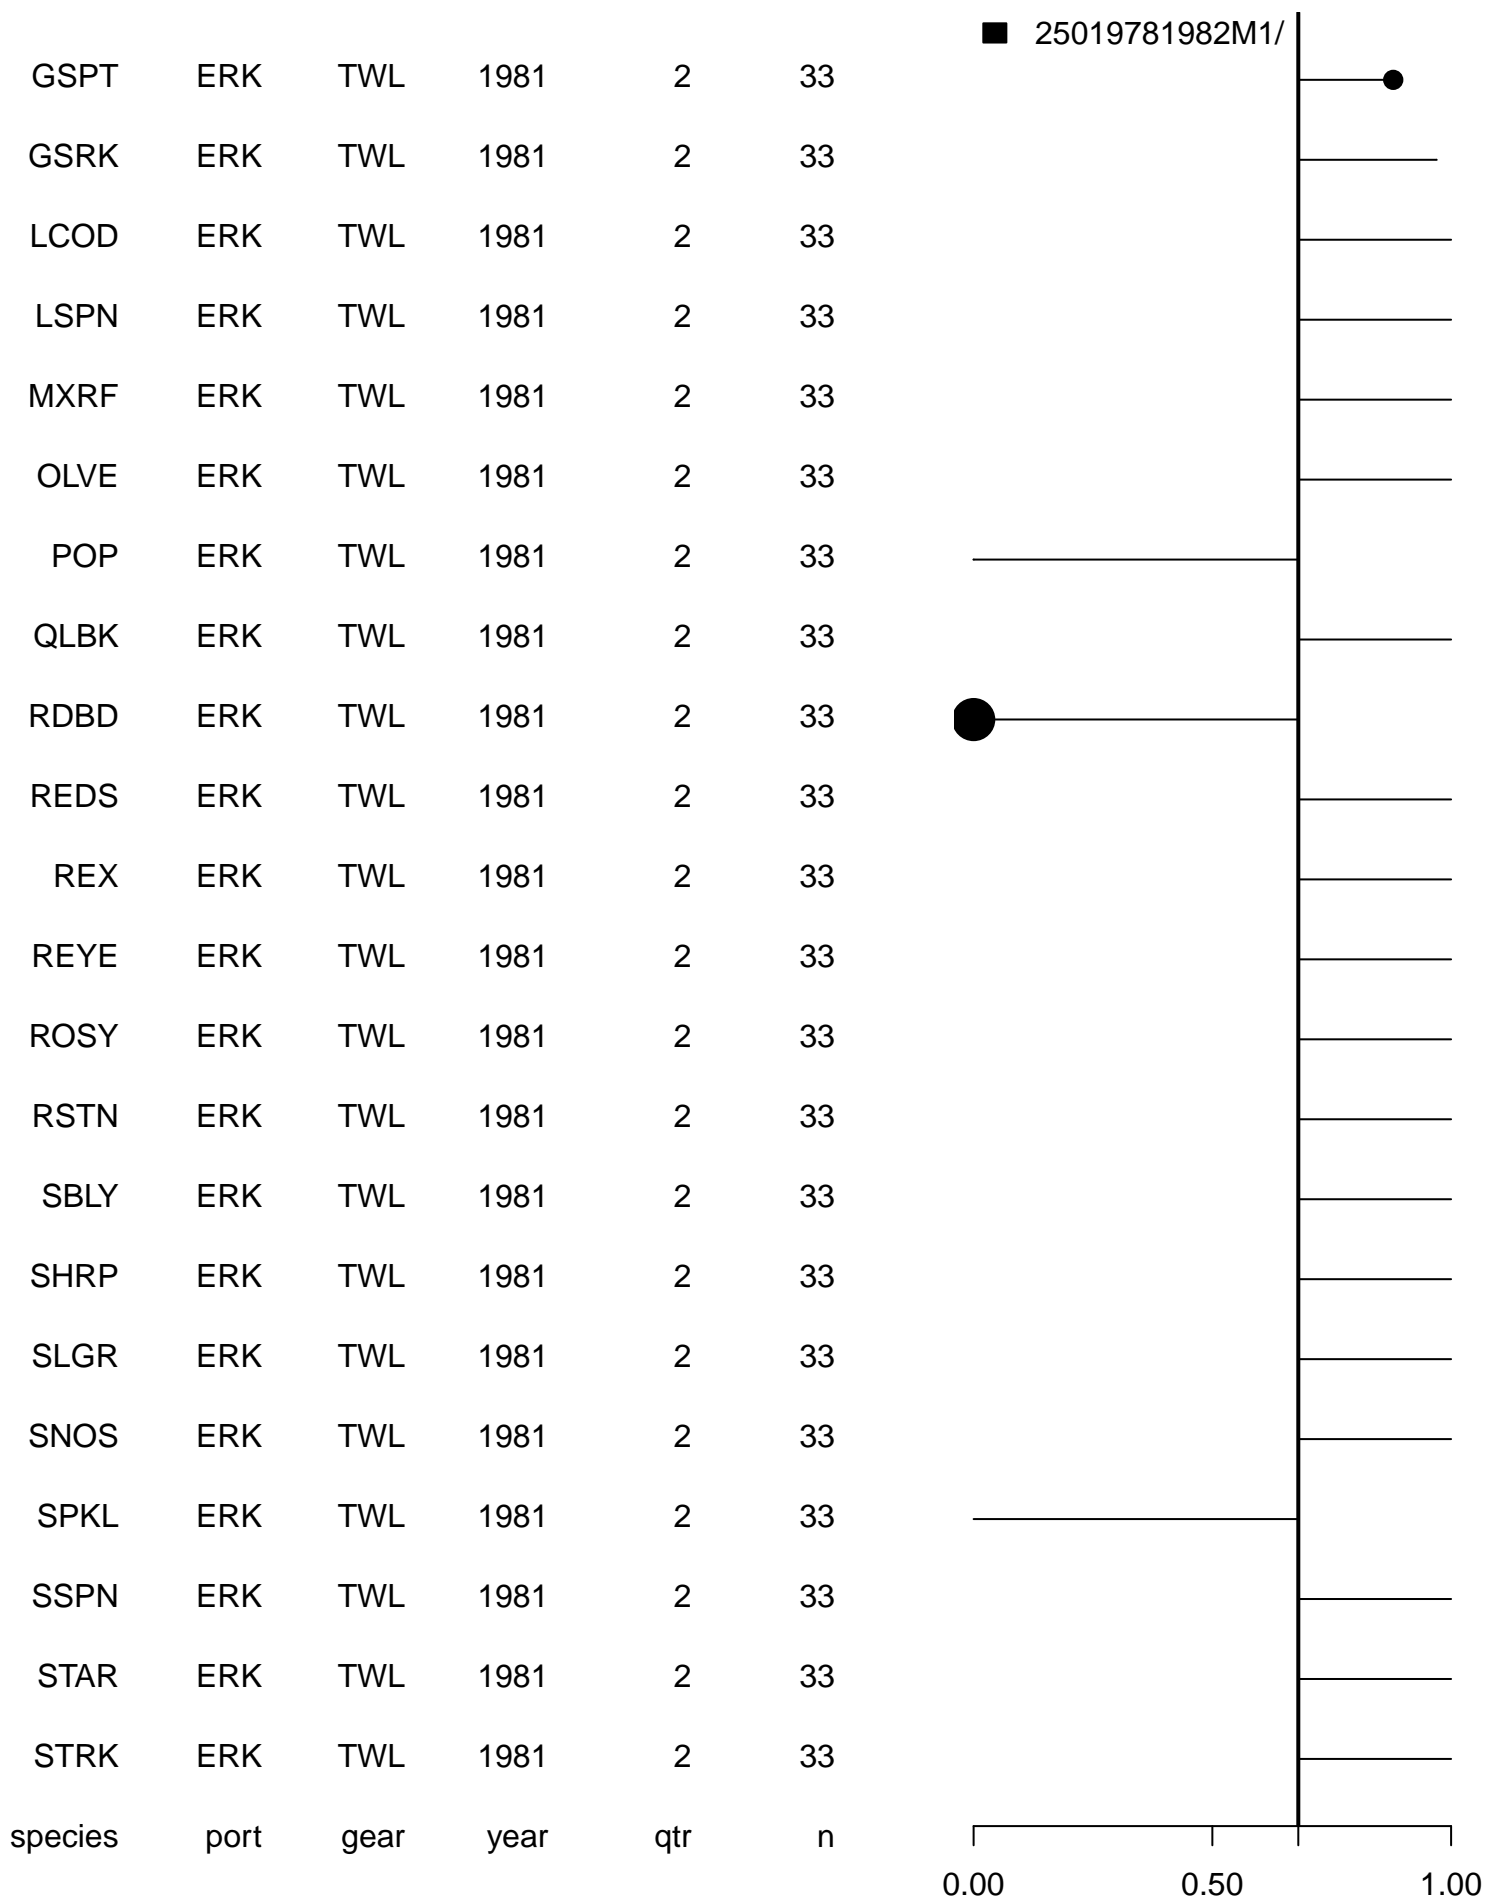 25019781982M1/
GSPT ERK TWL 1981 2 33
GSRK ERK TWL 1981 2 33
LCOD ERK TWL 1981 2 33
LSPN ERK TWL 1981 2 33
MXRF ERK TWL 1981 2 33
OLVE ERK TWL 1981 2 33
POP ERK TWL 1981 2 33
QLBK ERK TWL 1981 2 33
RDBD ERK TWL 1981 2 33
REDS ERK TWL 1981 2 33
REX ERK TWL 1981 2 33
REYE ERK TWL 1981 2 33
ROSY ERK TWL 1981 2 33
RSTN ERK TWL 1981 2 33
SBLY ERK TWL 1981 2 33
SHRP ERK TWL 1981 2 33
SLGR ERK TWL 1981 2 33
SNOS ERK TWL 1981 2 33
SPKL ERK TWL 1981 2 33
SSPN ERK TWL 1981 2 33
STAR ERK TWL 1981 2 33
STRK ERK TWL 1981 2 33
species port gear year qtr n
0.00 0.50 1.00